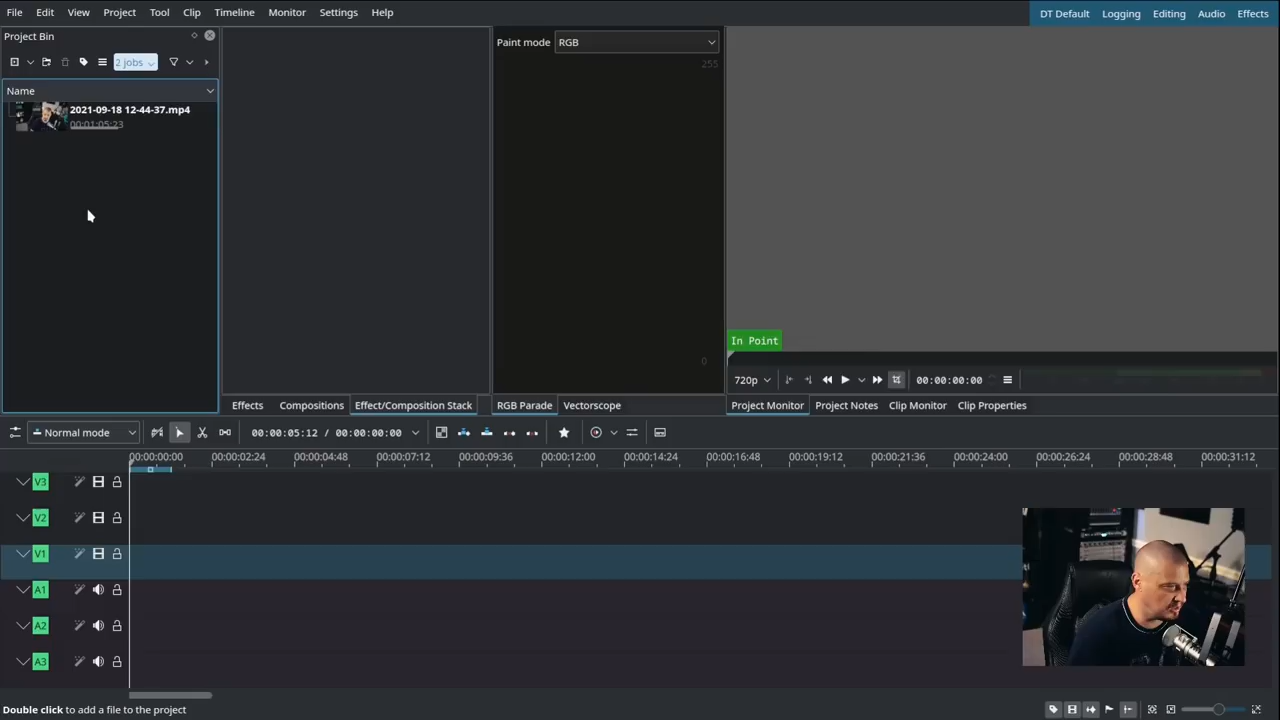 File Edit View Project Tool Clip Timeline Monitor Settings Help
DT Default Logging Editing Audio Effects
Project Bin
2 jobs
Name
2021-09-18 12-44-37.mp4
00:01:05:23
Paint mode RGB
255
0
In Point
720p 00:00:00:00
Effects Compositions Effect/Composition Stack RGB Parade Vectorscope Project Monitor Project Notes Clip Monitor Clip Properties
Normal mode 00:00:05:12 / 00:00:00:00
00:00:00:00 00:00:02:24 00:00:04:48 00:00:07:12 00:00:09:36 00:00:12:00 00:00:14:24 00:00:16:48 00:00:19:12 00:00:21:36 00:00:24:00 00:00:26:24 00:00:28:48 00:00:31:12
V3
V2
V1
A1
A2
A3
Double click to add a file to the project